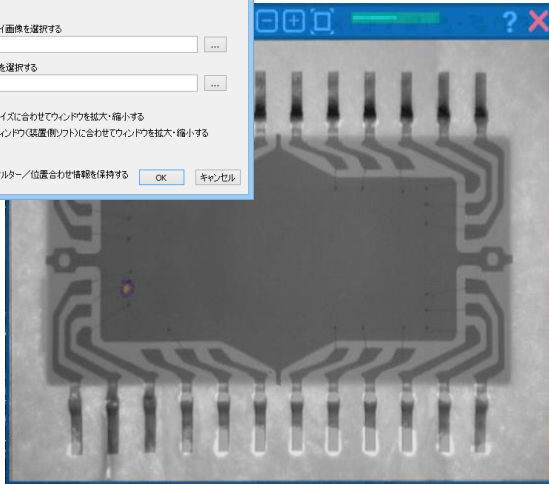 イ画像を選択する
...
を選択する
...
イズに合わせてウィンドウを拡大・縮小する
ィンドウ(装置側ソフト)に合わせてウィンドウを拡大・縮小する
ルター／位置合わせ情報を保持する
OK
キャンセル
?